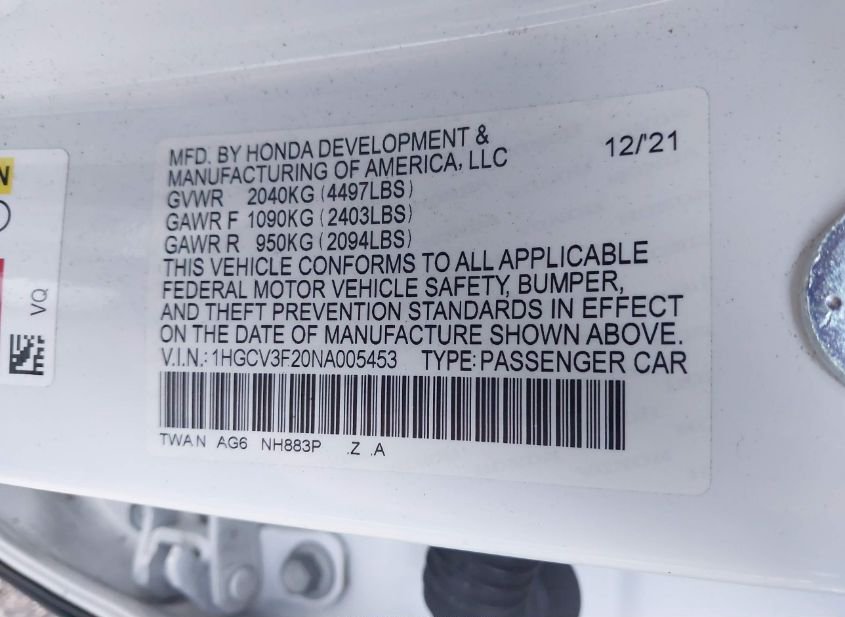 MFD. BY HONDA DEVELOPMENT &
MANUFACTURING OF AMERICA, LLC
12/'21
GVWR 2040KG (4497LBS)
GAWR F 1090KG (2403LBS)
GAWR R 950KG (2094LBS)
THIS VEHICLE CONFORMS TO ALL APPLICABLE
FEDERAL MOTOR VEHICLE SAFETY, BUMPER,
AND THEFT PREVENTION STANDARDS IN EFFECT
ON THE DATE OF MANUFACTURE SHOWN ABOVE.
V.I.N.: 1HGCV3F20NA005453 TYPE: PASSENGER CAR
TWA N AG6 NH883P .Z .A
N
VQ